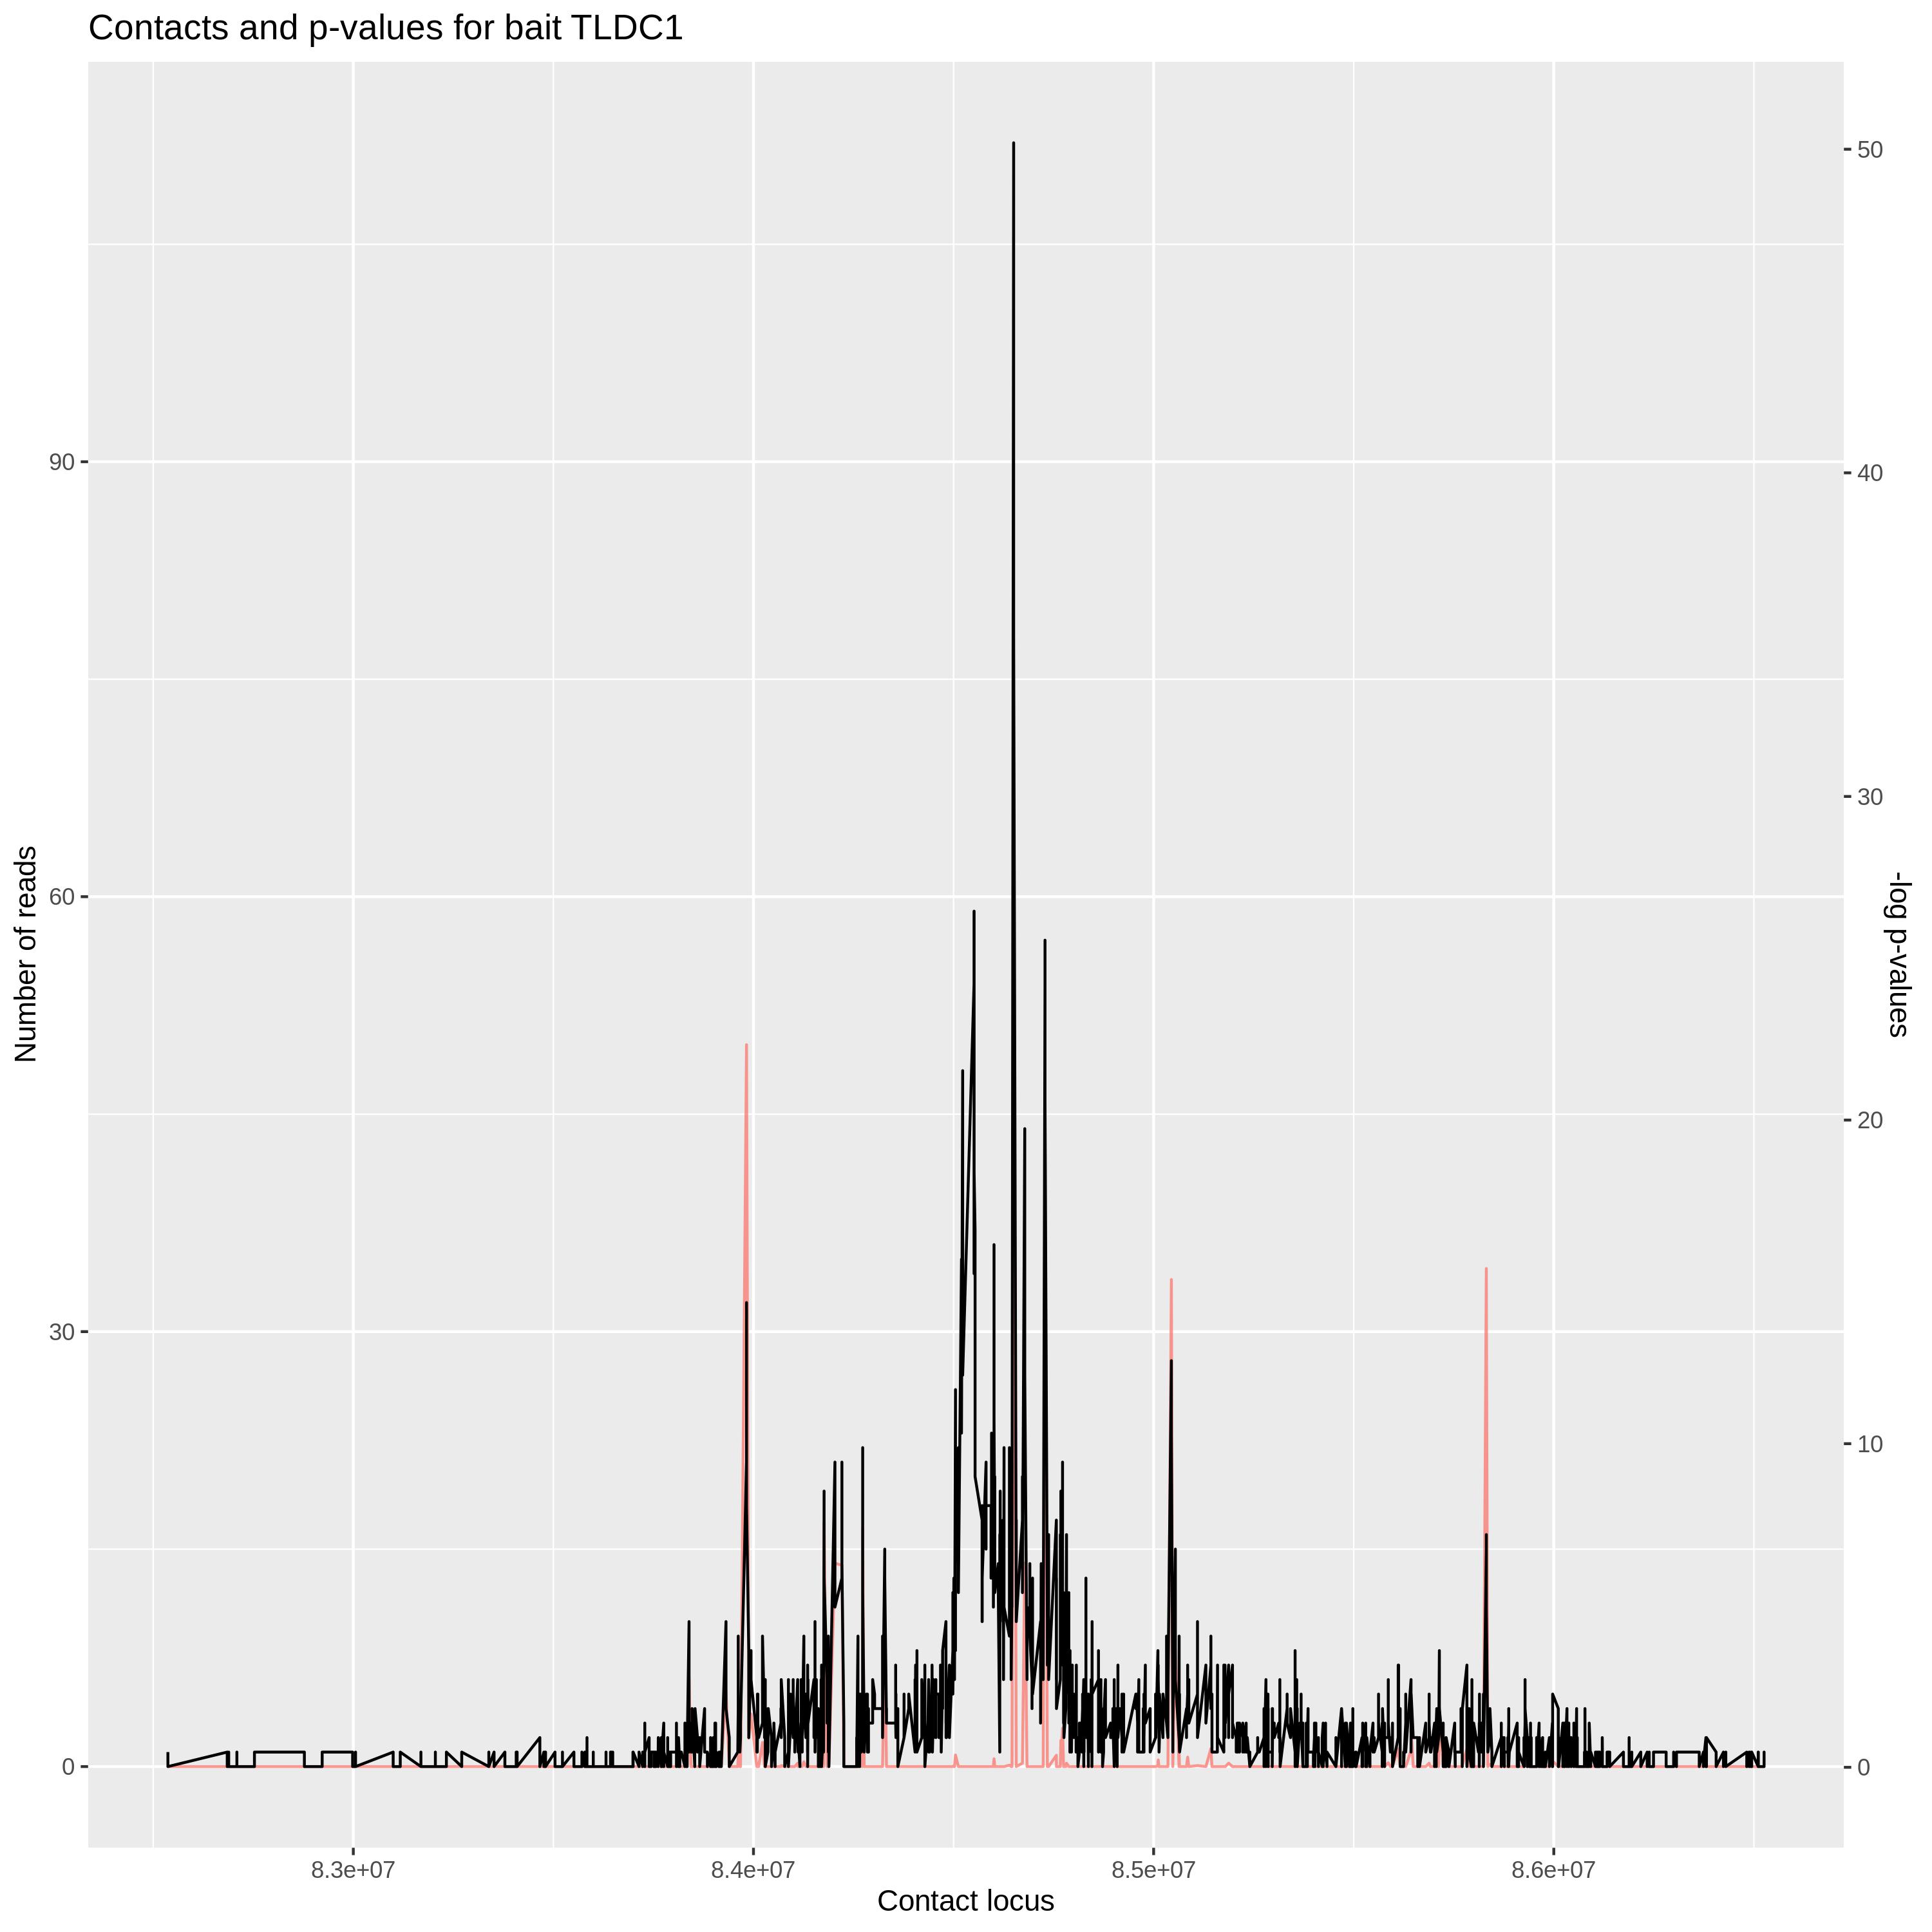 Contacts and p-values for bait TLDC1
50
90
40
30
60
Number of reads
-log p-values
20
30
10
0
0
8.3e+07
8.4e+07
8.5e+07
8.6e+07
Contact locus